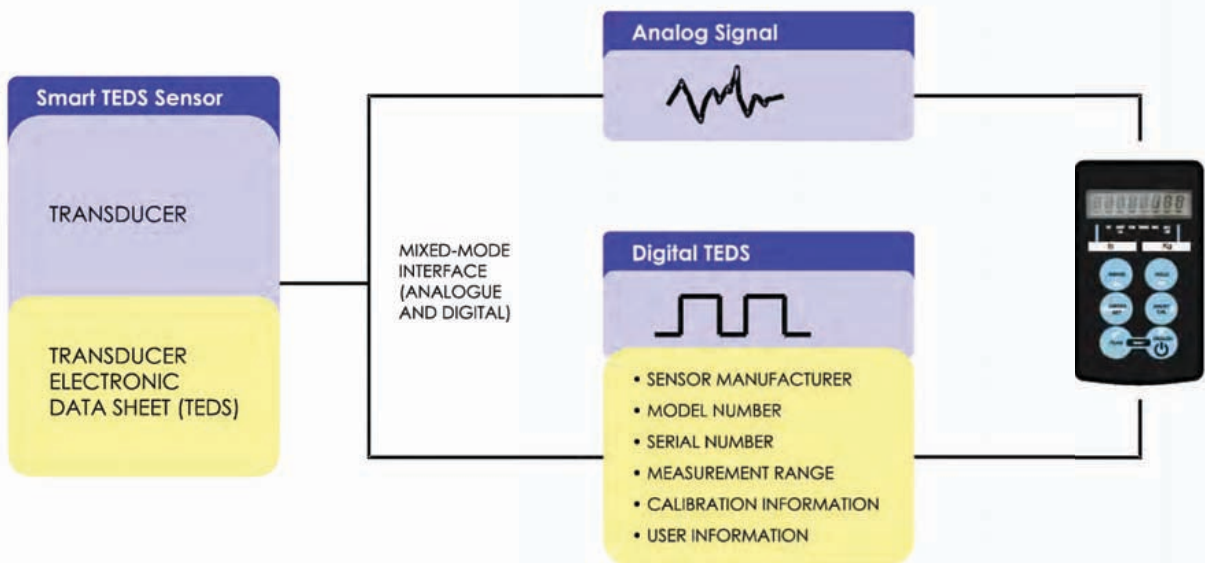 Analog Signal
Smart TEDS Sensor
TRANSDUCER
TRANSDUCER
ELECTRONIC
DATA SHEET (TEDS)
MIXED-MODE
INTERFACE
(ANALOGUE
AND DIGITAL)
Digital TEDS
• SENSOR MANUFACTURER
• MODEL NUMBER
• SERIAL NUMBER
• MEASUREMENT RANGE
• CALIBRATION INFORMATION
• USER INFORMATION